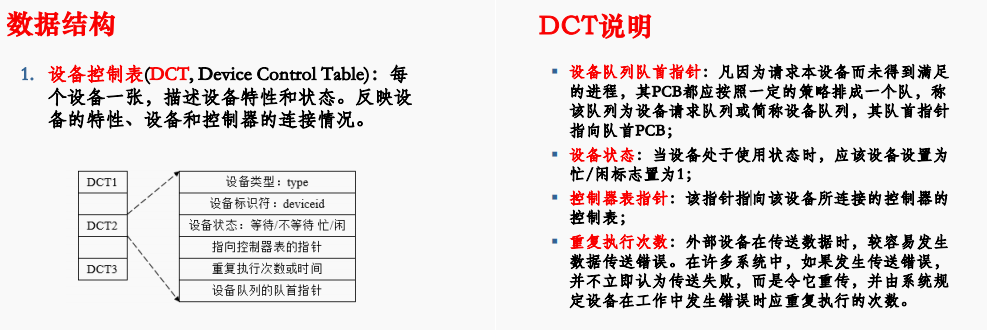 数据结构
1. 设备控制表(DCT, Device Control Table)：每
个设备一张，描述设备特性和状态。反映设
备的特性、设备和控制器的连接情况。
DCT1
DCT2
DCT3
设备类型：type
设备标识符：deviceid
设备状态：等待/不等待 忙/闲
指向控制器表的指针
重复执行次数或时间
设备队列的队首指针
DCT说明
设备队列队首指针：凡因为请求本设备而未得到满足
的进程，其PCB都应按照一定的策略排成一个队，称
该队列为设备请求队列或简称设备队列，其队首指针
指向队首PCB；
设备状态：当设备处于使用状态时，应该设备设置为
忙/闲标志置为1；
控制器表指针：该指针指向该设备所连接的控制器的
控制表；
重复执行次数：外部设备在传送数据时，较容易发生
数据传送错误。在许多系统中，如果发生传送错误，
并不立即认为传送失败，而是令它重传，并由系统规
定设备在工作中发生错误时应重复执行的次数。